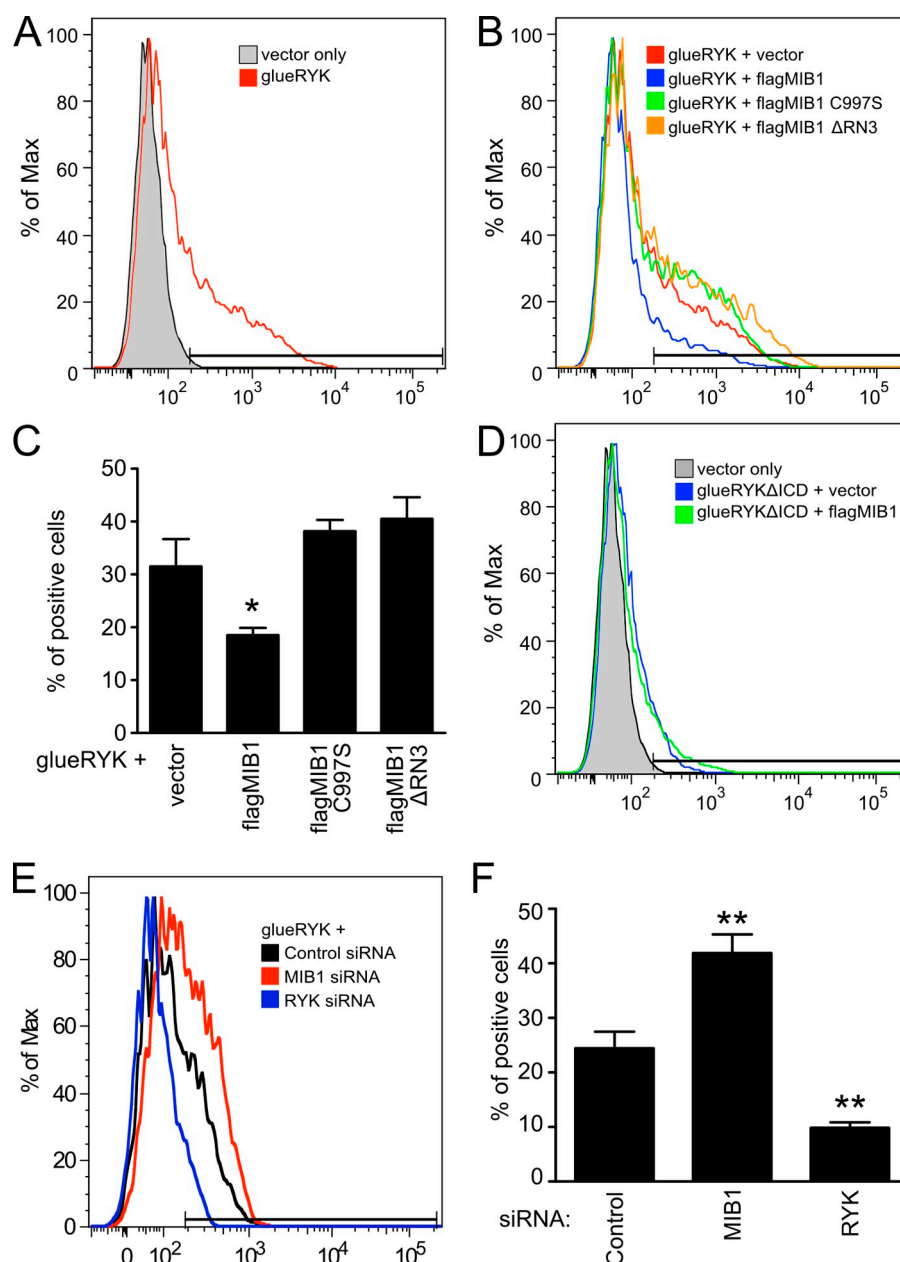 A
100
80
60
40
20
0
% of Max
vector only
glueRYK
10^2
10^3
10^4
10^5
B
100
80
60
40
20
0
% of Max
glueRYK + vector
glueRYK + flagMIB1
glueRYK + flagMIB1 C997S
glueRYK + flagMIB1 ΔRN3
10^2
10^3
10^4
10^5
C
50
40
30
20
10
0
% of positive cells
*
glueRYK +
vector
flagMIB1
flagMIB1
C997S
flagMIB1
ΔRN3
D
100
80
60
40
20
0
% of Max
vector only
glueRYKΔICD + vector
glueRYKΔICD + flagMIB1
10^2
10^3
10^4
10^5
E
100
80
60
40
20
0
% of Max
glueRYK +
Control siRNA
MIB1 siRNA
RYK siRNA
0
10^2
10^3
10^4
10^5
F
50
40
30
20
10
0
% of positive cells
**
**
siRNA:
Control
MIB1
RYK